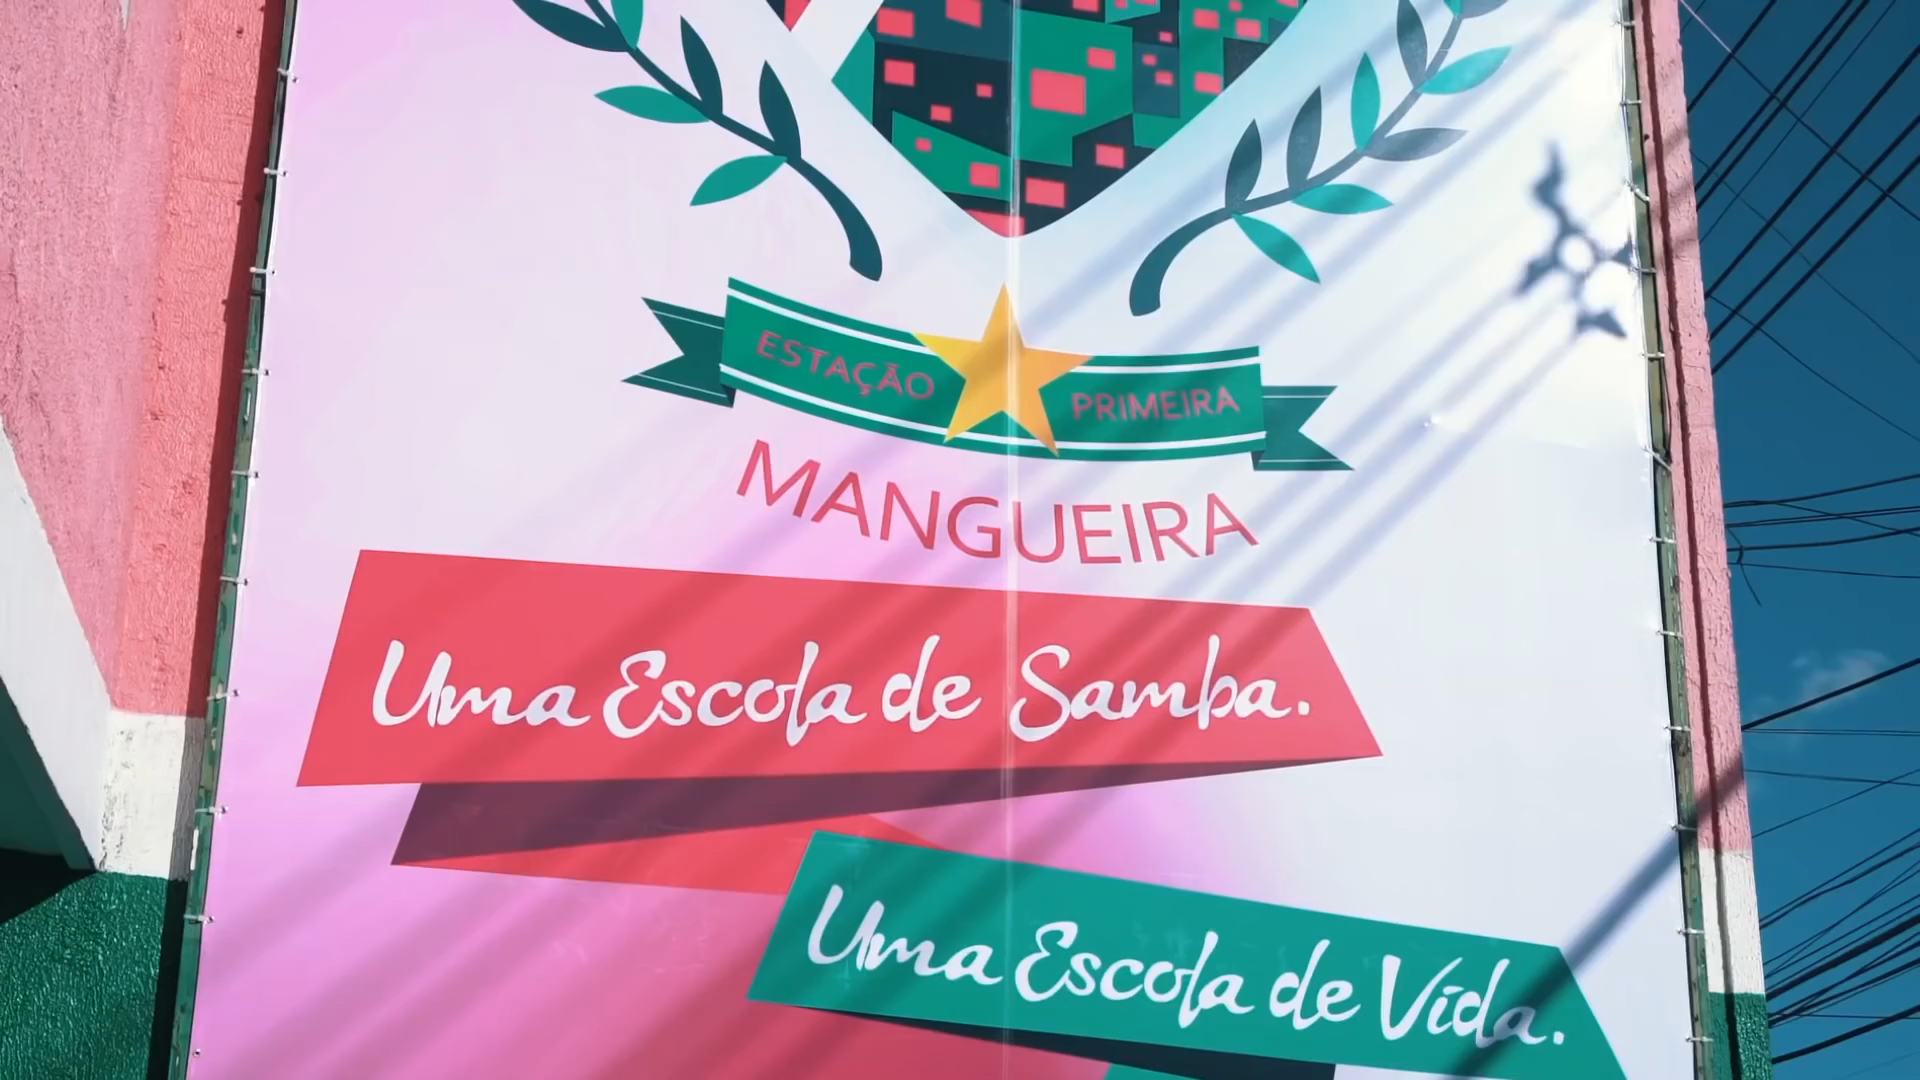 ESTAÇÃO PRIMEIRA
MANGUEIRA
Uma Escola de Samba.
Uma Escola de Vida.